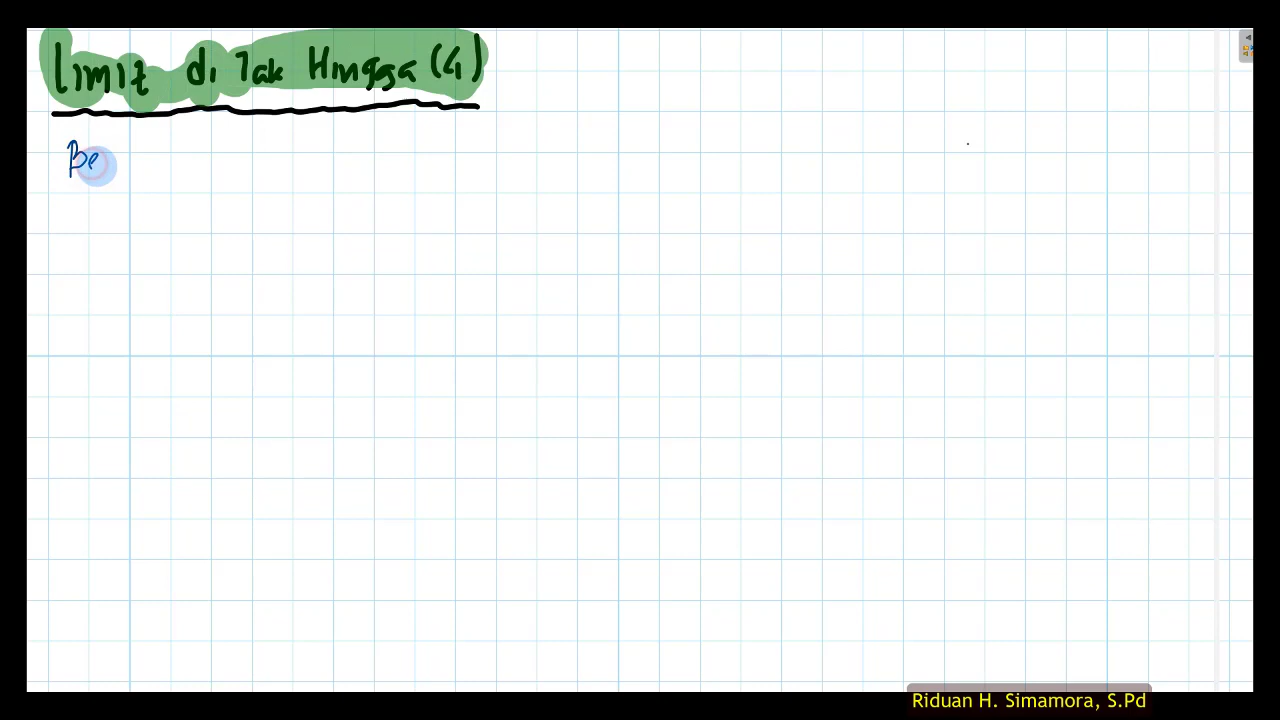 Limit di Tak Hingga (4)
Be
Riduan H. Simamora, S.Pd